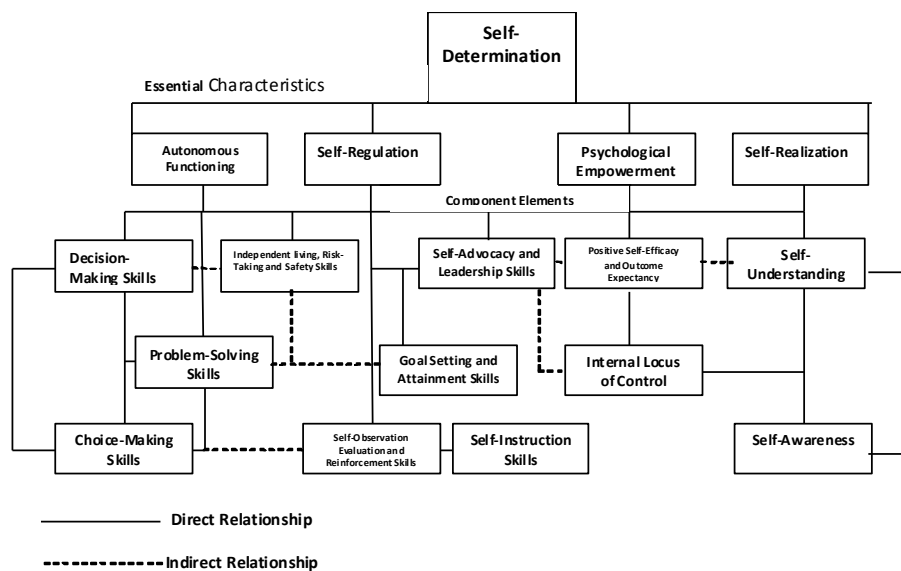 Self-
Determination
Essential Characteristics
Autonomous
Functioning
Self-Regulation
Psychological
Empowerment
Self-Realization
Component Elements
Decision-
Making Skills
Independent living, Risk-
Taking and Safety Skills
Self-Advocacy and
Leadership Skills
Positive Self-Efficacy
and Outcome
Expectancy
Self-
Understanding
Problem-Solving
Skills
Goal Setting and
Attainment Skills
Internal Locus
of Control
Choice-Making
Skills
Self-Observation
Evaluation and
Reinforcement Skills
Self-Instruction
Skills
Self-Awareness
Direct Relationship
Indirect Relationship